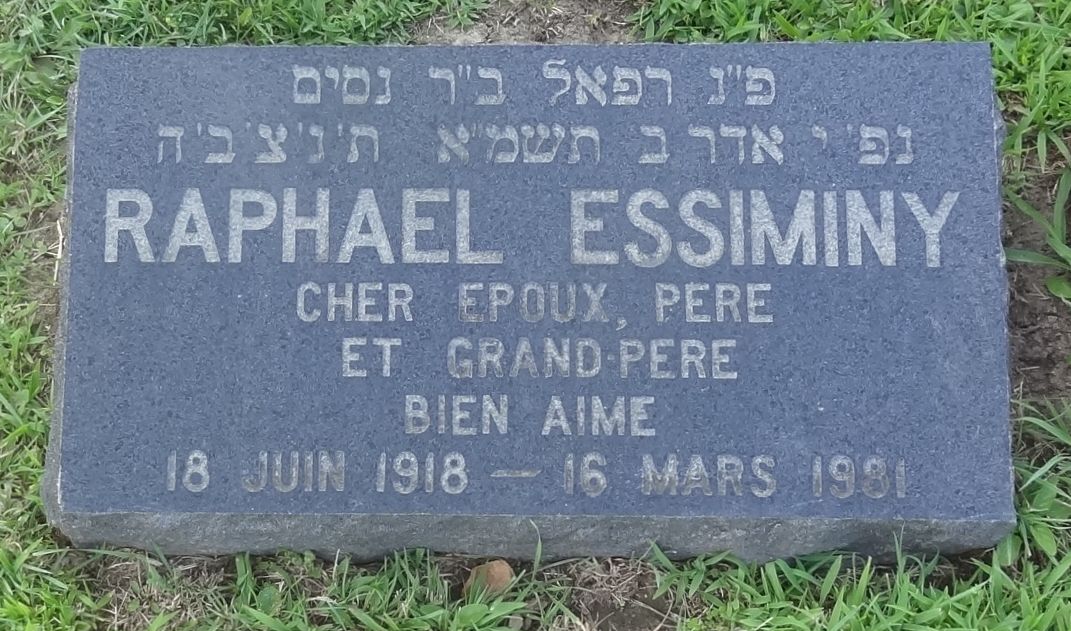 פ"נ רפאל ב"ר נסים
נפ' י אדר ב תשמ"א ת'נ'צ'ב'ה
RAPHAEL ESSIMINY
CHER EPOUX, PERE
ET GRAND-PERE
BIEN AIME
18 JUIN 1918 — 16 MARS 1981